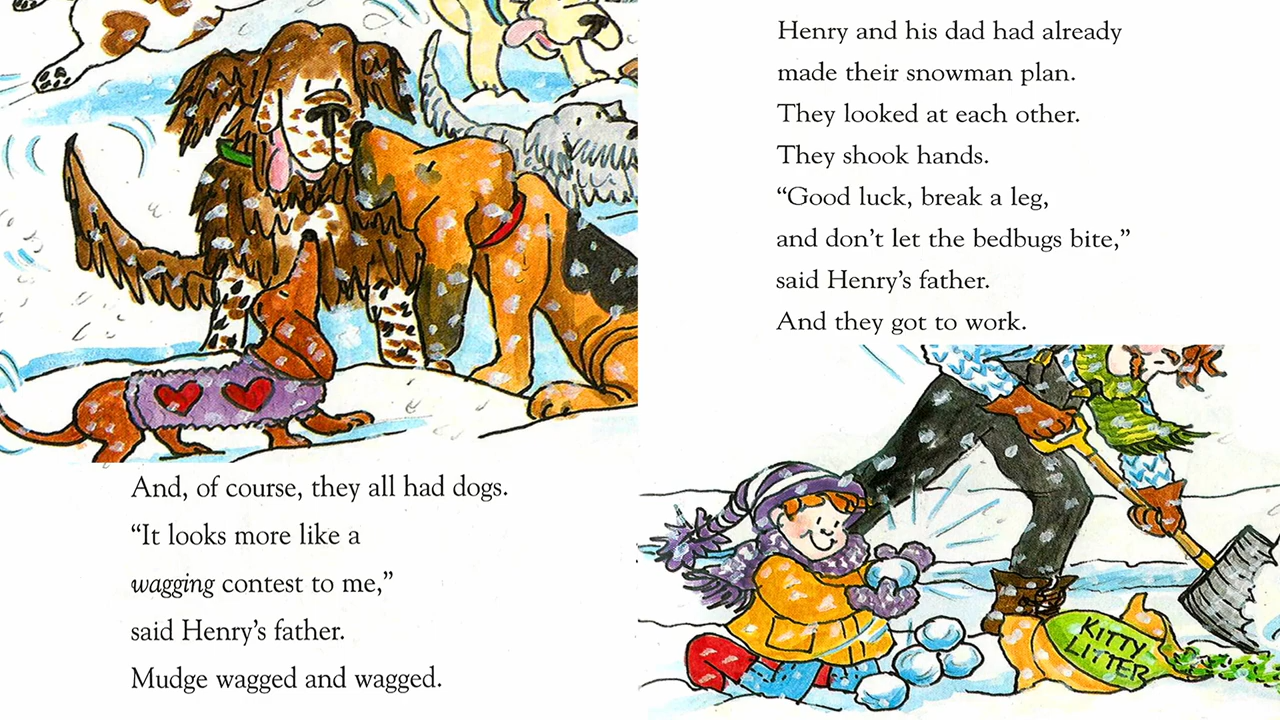 And, of course, they all had dogs.
“It looks more like a
wagging contest to me,”
said Henry’s father.
Mudge wagged and wagged.
Henry and his dad had already
made their snowman plan.
They looked at each other.
They shook hands.
“Good luck, break a leg,
and don’t let the bedbugs bite,”
said Henry’s father.
And they got to work.
KITTY
LITTER